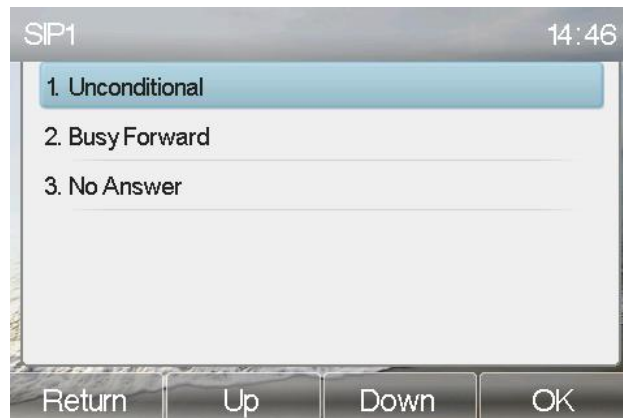 SIP1 14:46
1. Unconditional
2. Busy Forward
3. No Answer
Return Up Down OK